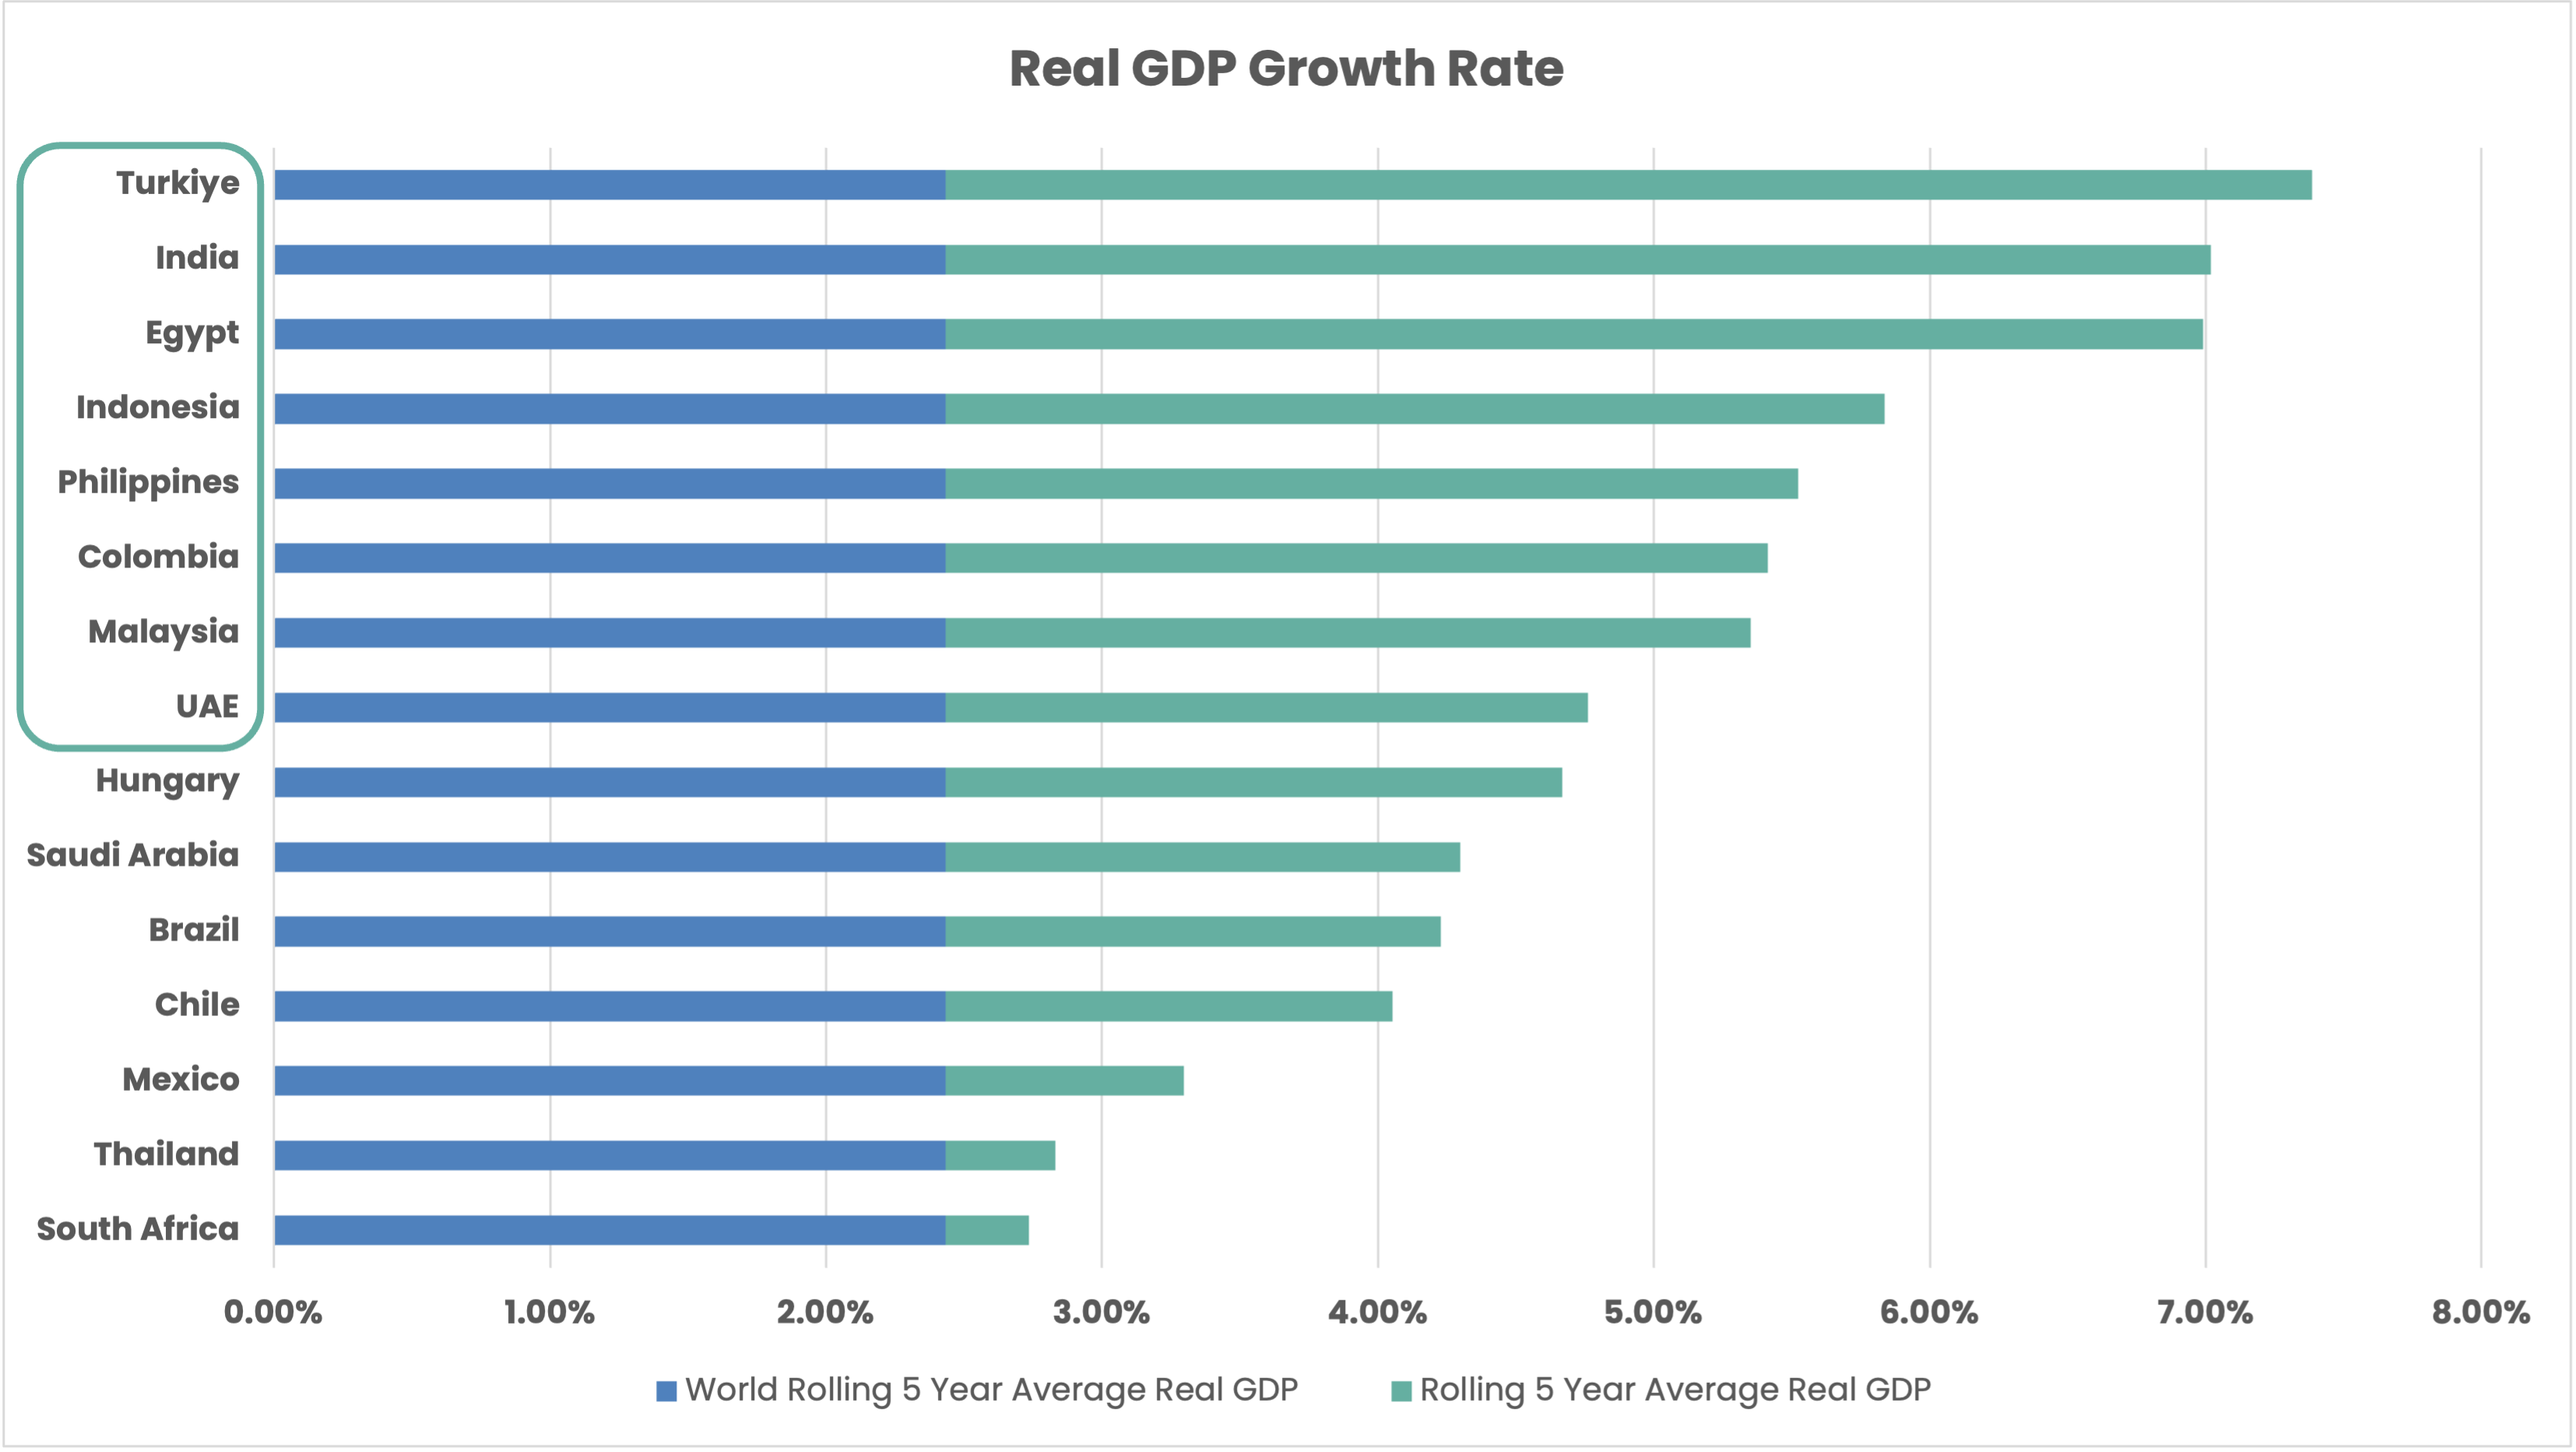 Real GDP Growth Rate
Turkiye
India
Egypt
Indonesia
Philippines
Colombia
Malaysia
UAE
Hungary
Saudi Arabia
Brazil
Chile
Mexico
Thailand
South Africa
0.00% 1.00% 2.00% 3.00% 4.00% 5.00% 6.00% 7.00% 8.00%
World Rolling 5 Year Average Real GDP Rolling 5 Year Average Real GDP